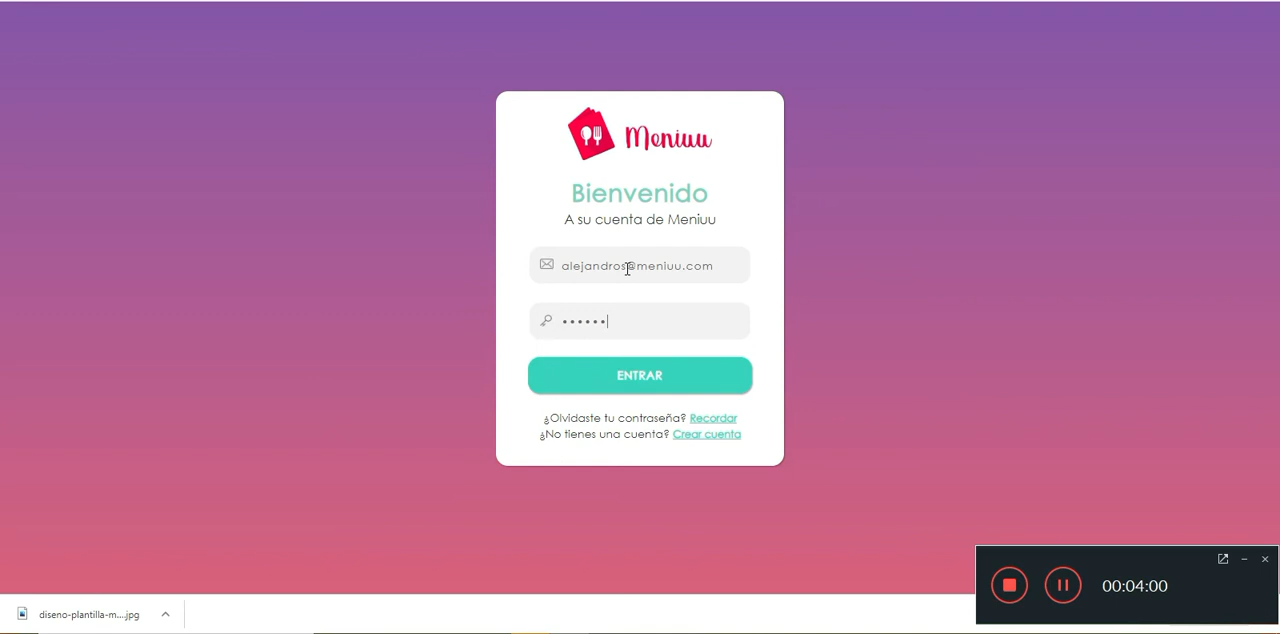 Meniuu
Bienvenido
A su cuenta de Meniuu
alejandros@meniuu.com
ENTRAR
¿Olvidaste tu contraseña? Recordar
¿No tienes una cuenta? Crear cuenta
00:04:00
diseno-plantilla-m....jpg